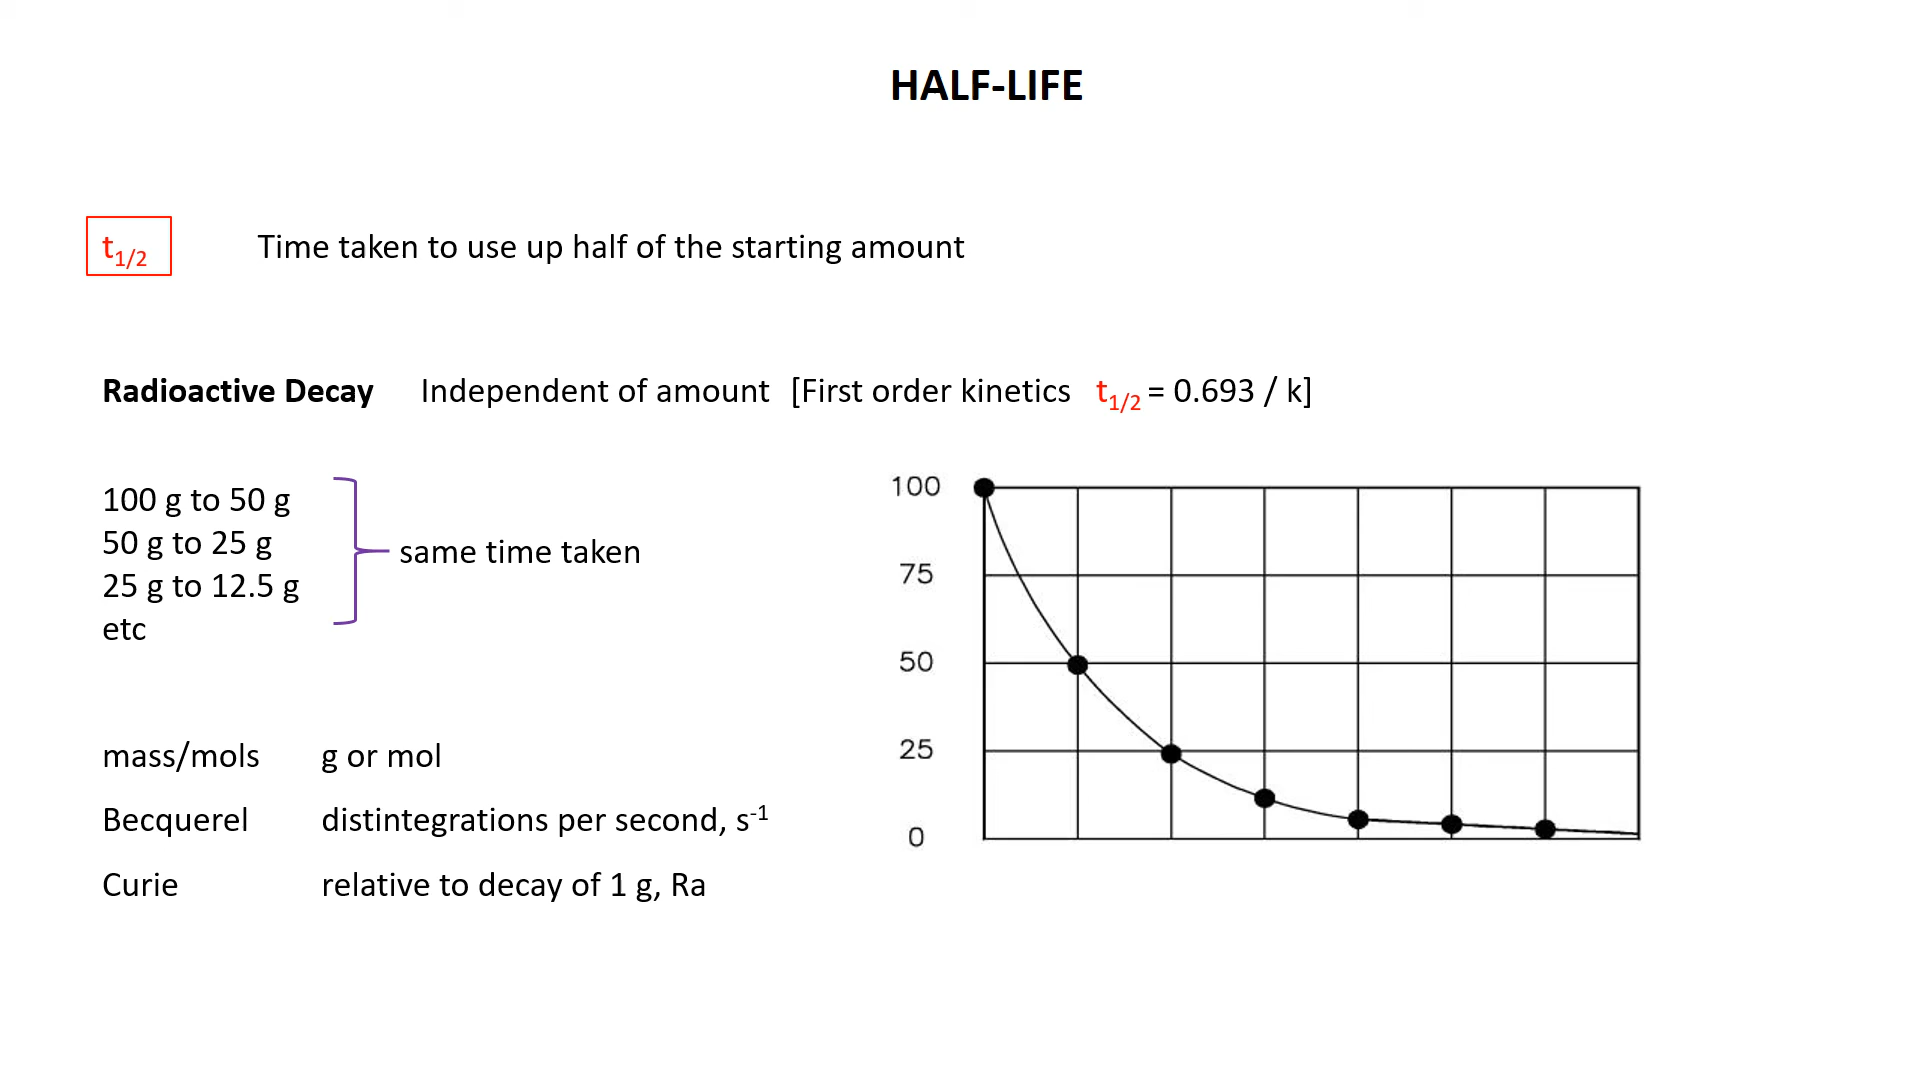 HALF-LIFE
t1/2 Time taken to use up half of the starting amount
Radioactive Decay Independent of amount [First order kinetics t1/2 = 0.693 / k]
100 g to 50 g
50 g to 25 g
25 g to 12.5 g
etc
same time taken
mass/mols g or mol
Becquerel distintegrations per second, s-1
Curie relative to decay of 1 g, Ra
100
75
50
25
0